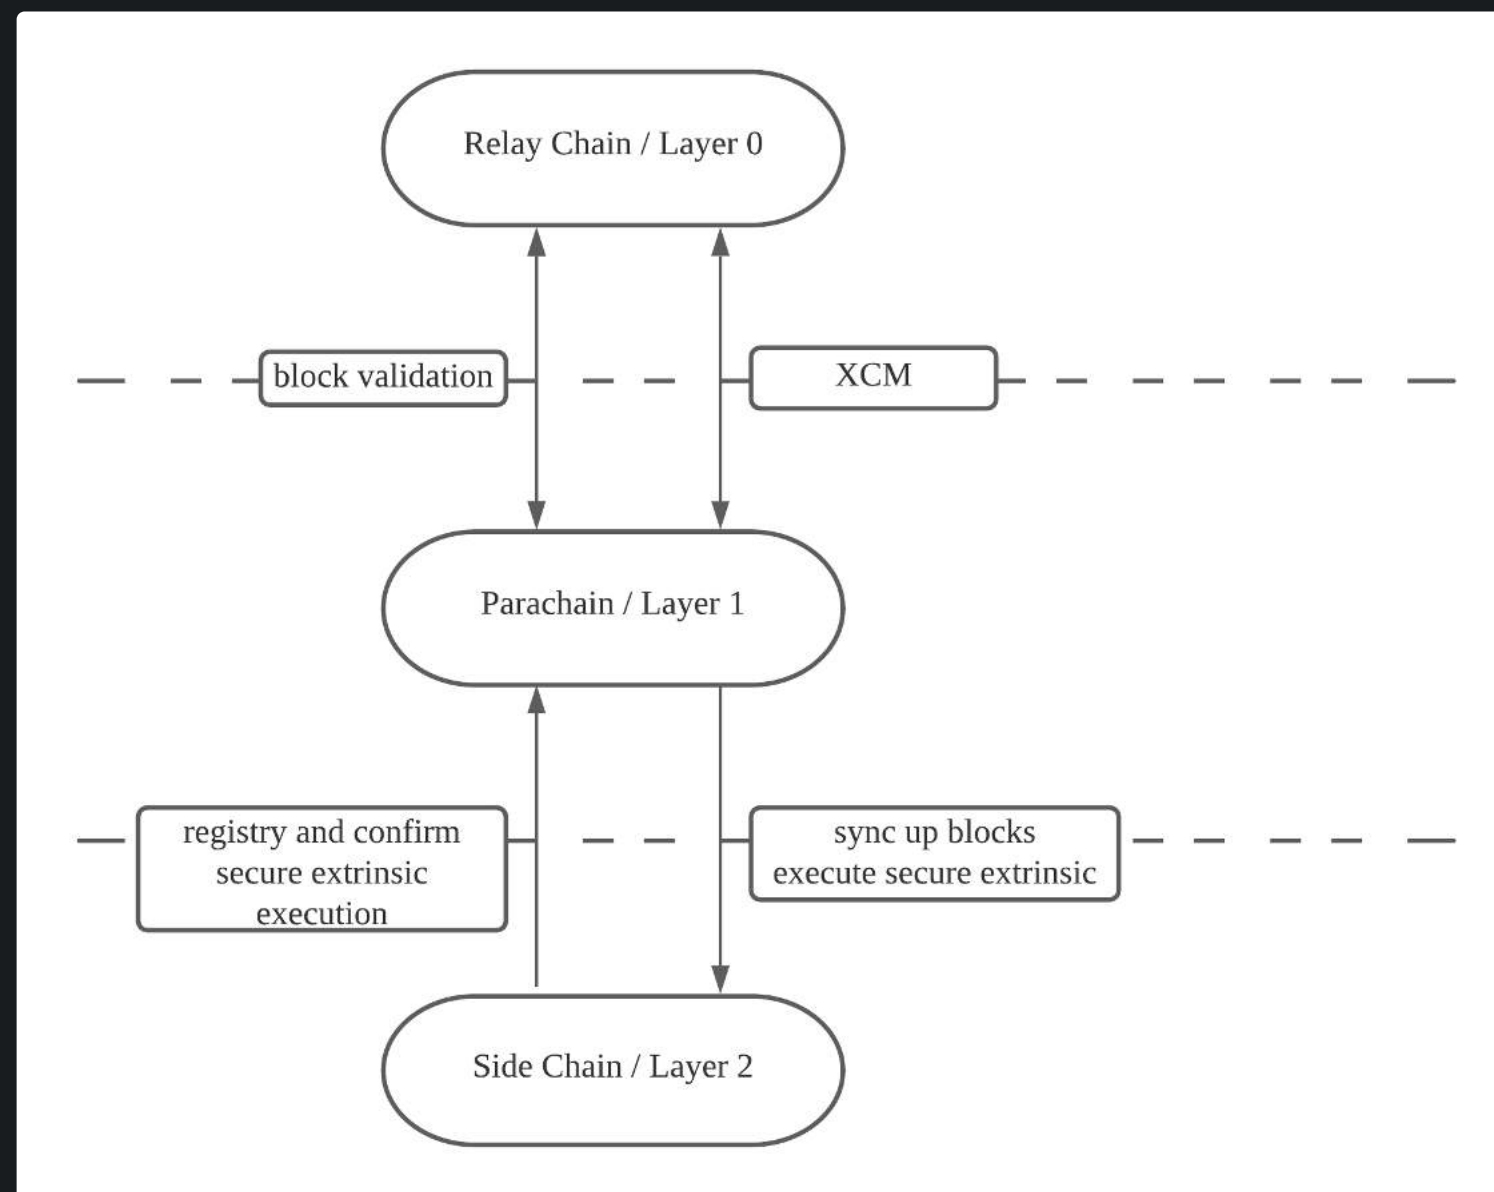 Relay Chain / Layer 0
block validation
XCM
Parachain / Layer 1
registry and confirm
secure extrinsic
execution
sync up blocks
execute secure extrinsic
Side Chain / Layer 2